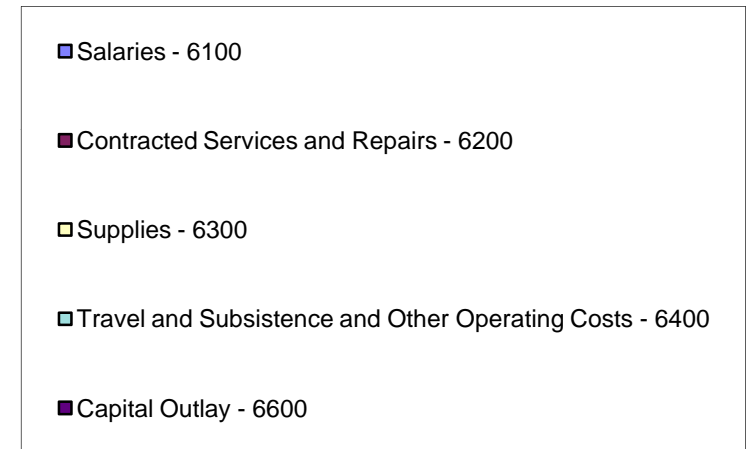 Salaries - 6100
Contracted Services and Repairs - 6200
Supplies - 6300
Travel and Subsistence and Other Operating Costs - 6400
Capital Outlay - 6600